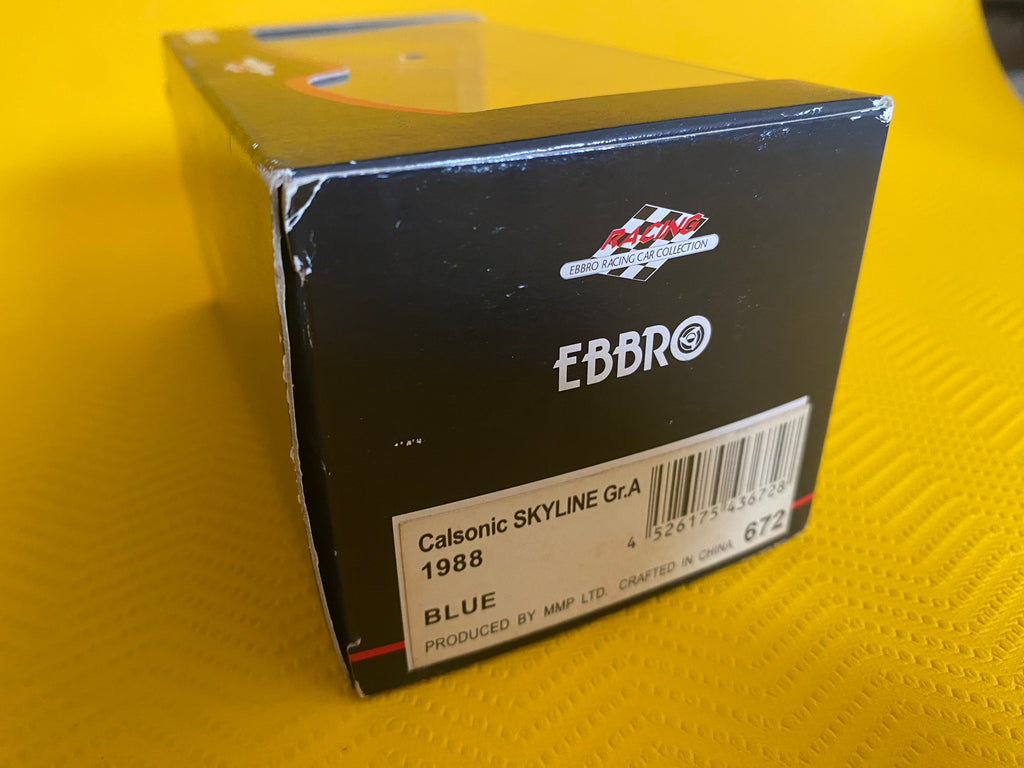 RACING
EBBRO RACING CAR COLLECTION
EBBRO
Calsonic SKYLINE Gr.A
1988
4 526175 436728
BLUE
672
PRODUCED BY MMP LTD. CRAFTED IN CHINA